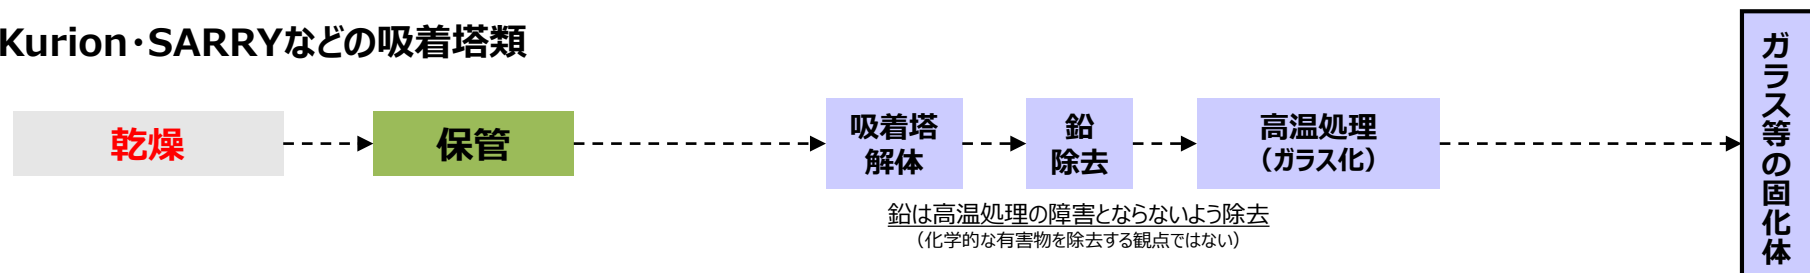 Kurion・SARRYなどの吸着塔類
乾燥
保管
吸着塔
解体
鉛
除去
高温処理
（ガラス化）
鉛は高温処理の障害とならないよう除去
（化学的な有害物を除去する観点ではない）
ガラス等の固化体